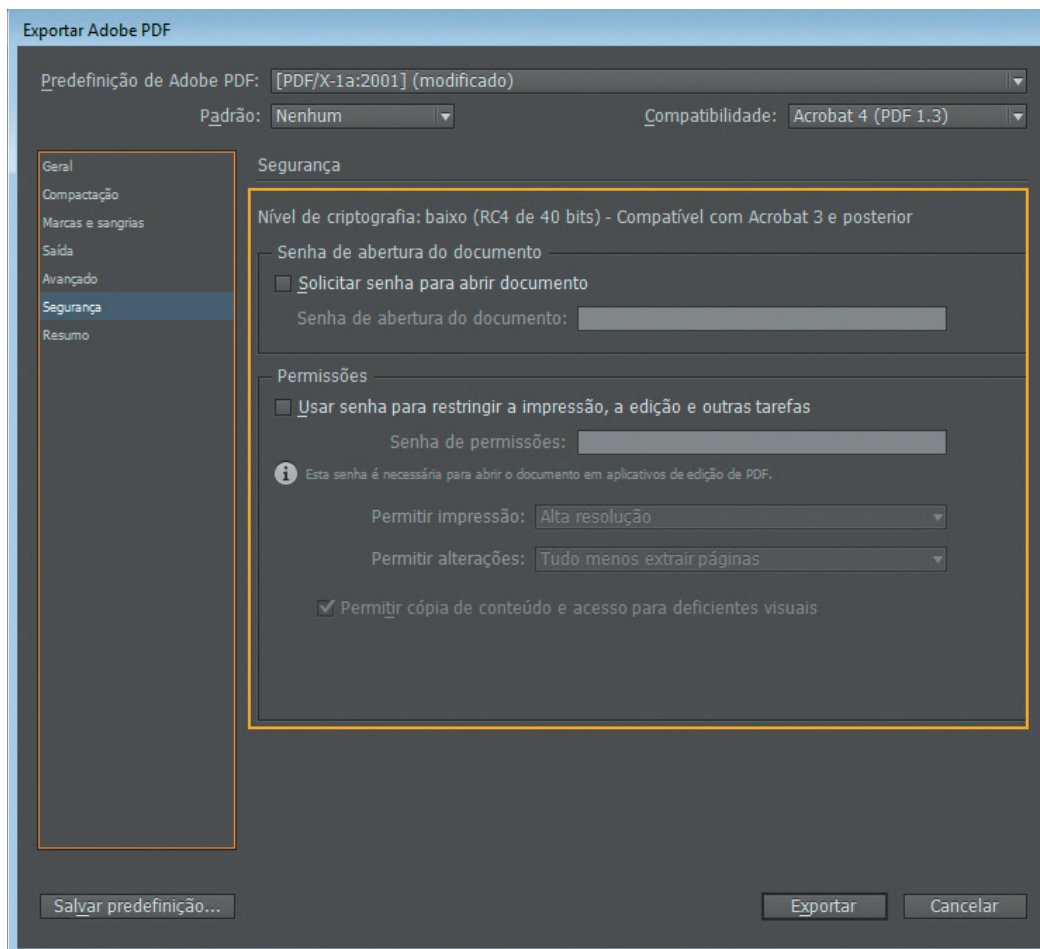 Exportar Adobe PDF
Predefinição de Adobe PDF: [PDF/X-1a:2001] (modificado)
Padrão: Nenhum Compatibilidade: Acrobat 4 (PDF 1.3)
Geral
Compactação
Marcas e sangrias
Saída
Avançado
Segurança
Resumo
Segurança
Nível de criptografia: baixo (RC4 de 40 bits) - Compatível com Acrobat 3 e posterior
Senha de abertura do documento
Solicitar senha para abrir documento
Senha de abertura do documento:
Permissões
Usar senha para restringir a impressão, a edição e outras tarefas
Senha de permissões:
Esta senha é necessária para abrir o documento em aplicativos de edição de PDF.
Permitir impressão: Alta resolução
Permitir alterações: Tudo menos extrair páginas
Permitir cópia de conteúdo e acesso para deficientes visuais
Salvar predefinição... Exportar Cancelar